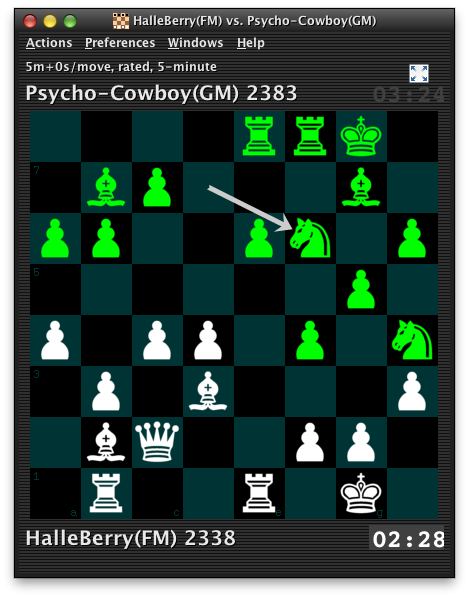 HalleBerry(FM) vs. Psycho-Cowboy(GM)
Actions Preferences Windows Help
5m+0s/move, rated, 5-minute
Psycho-Cowboy(GM) 2383 03:24
7
5
3
1
a c e g
HalleBerry(FM) 2338 02:28